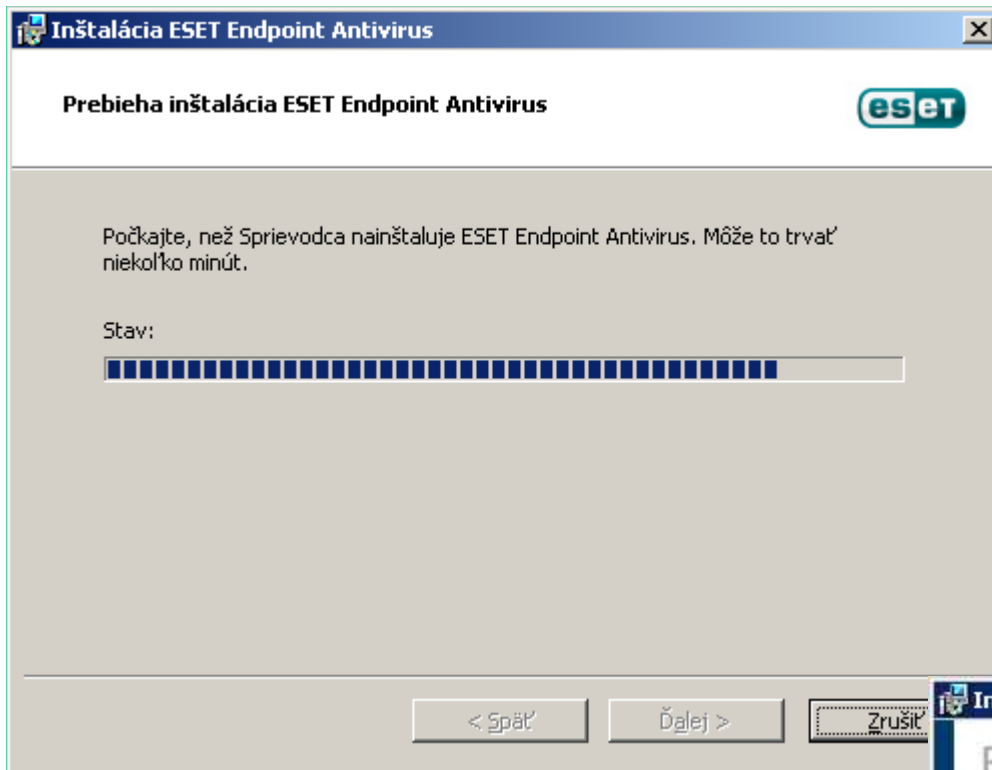 Inštalácia ESET Endpoint Antivirus
Prebieha inštalácia ESET Endpoint Antivirus
eset
Počkajte, než Sprievodca nainštaluje ESET Endpoint Antivirus. Môže to trvať
niekoľko minút.
Stav:
< Späť
Ďalej >
Zrušiť